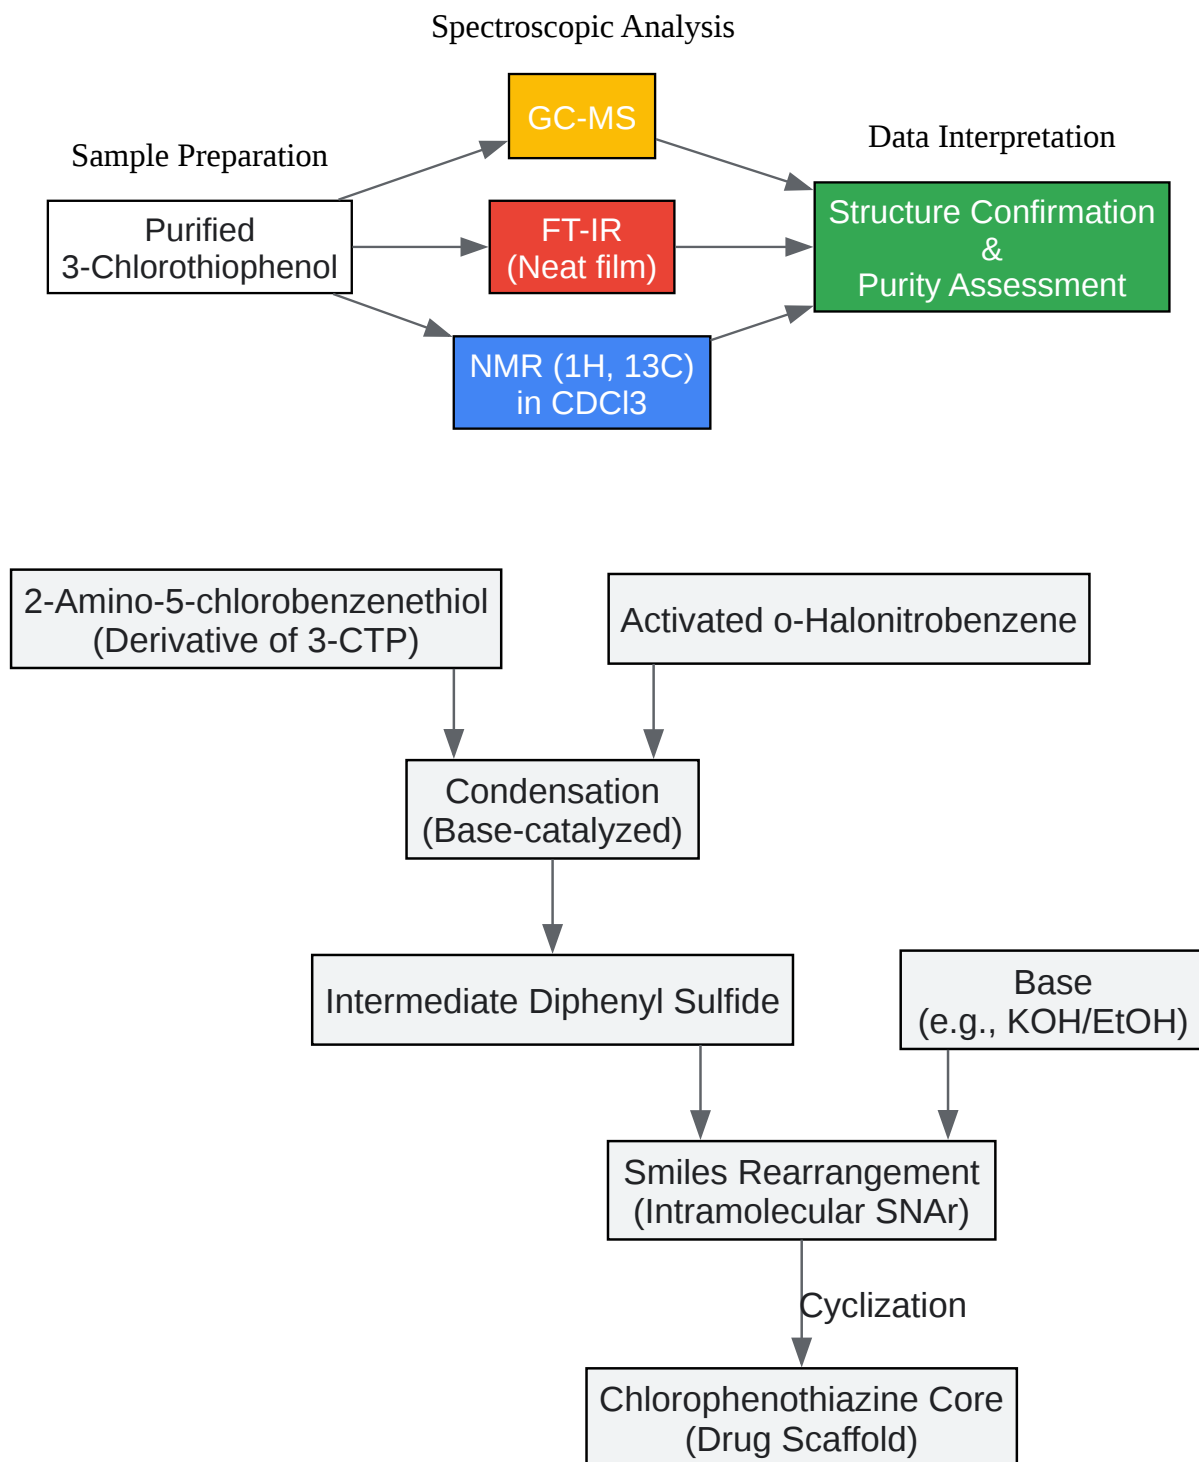 Spectroscopic Analysis
GC-MS
Sample Preparation
Data Interpretation
Purified
3-Chlorothiophenol
FT-IR
(Neat film)
Structure Confirmation
&
Purity Assessment
NMR (1H, 13C)
in CDCl3
2-Amino-5-chlorobenzenethiol
(Derivative of 3-CTP)
Activated o-Halonitrobenzene
Condensation
(Base-catalyzed)
Intermediate Diphenyl Sulfide
Base
(e.g., KOH/EtOH)
Smiles Rearrangement
(Intramolecular SNAr)
Cyclization
Chlorophenothiazine Core
(Drug Scaffold)